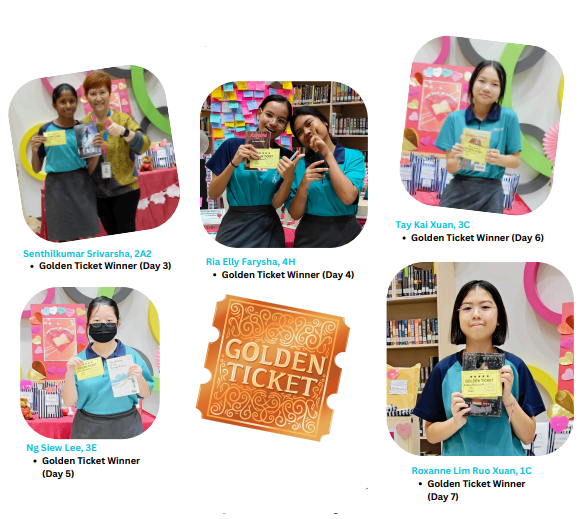 Senthilkumar Srivarsha, 2A2
• Golden Ticket Winner (Day 3)
Ria Elly Farysha, 4H
• Golden Ticket Winner (Day 4)
Tay Kai Xuan, 3C
• Golden Ticket Winner (Day 6)
Ng Siew Lee, 3E
• Golden Ticket Winner
(Day 5)
GOLDEN
TICKET
Roxanne Lim Ruo Xuan, 1C
• Golden Ticket Winner
(Day 7)